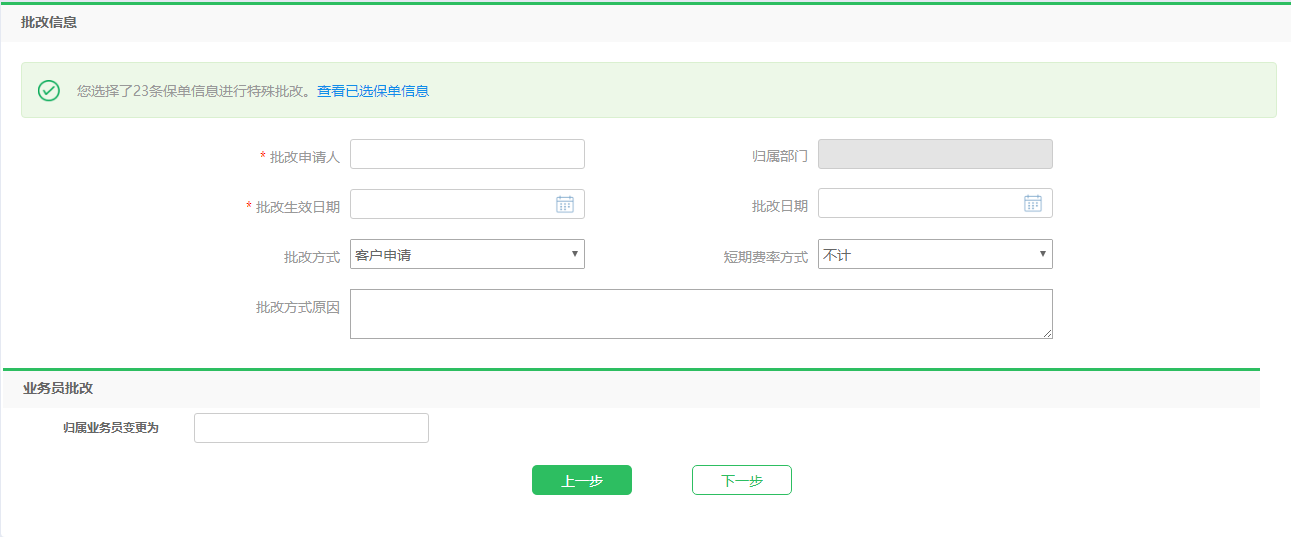 批改信息
您选择了23条保单信息进行特殊批改。查看已选保单信息
* 批改申请人 归属部门
* 批改生效日期 批改日期
批改方式 客户申请 短期费率方式 不计
批改方式原因
业务员批改
归属业务员变更为
上一步 下一步